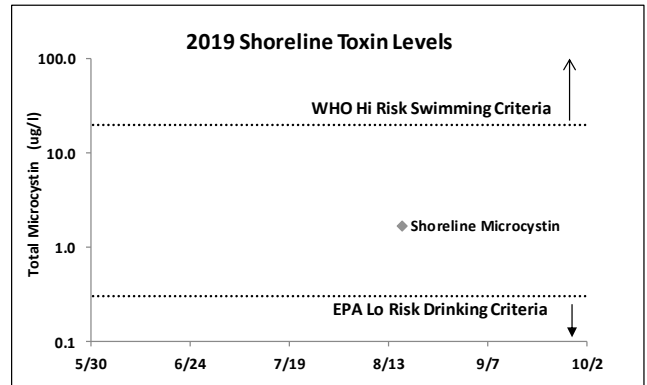 2019 Shoreline Toxin Levels
100.0
WHO Hi Risk Swimming Criteria
10.0
Total Microcystin (ug/l)
Shoreline Microcystin
1.0
EPA Lo Risk Drinking Criteria
0.1
5/30 6/24 7/19 8/13 9/7 10/2